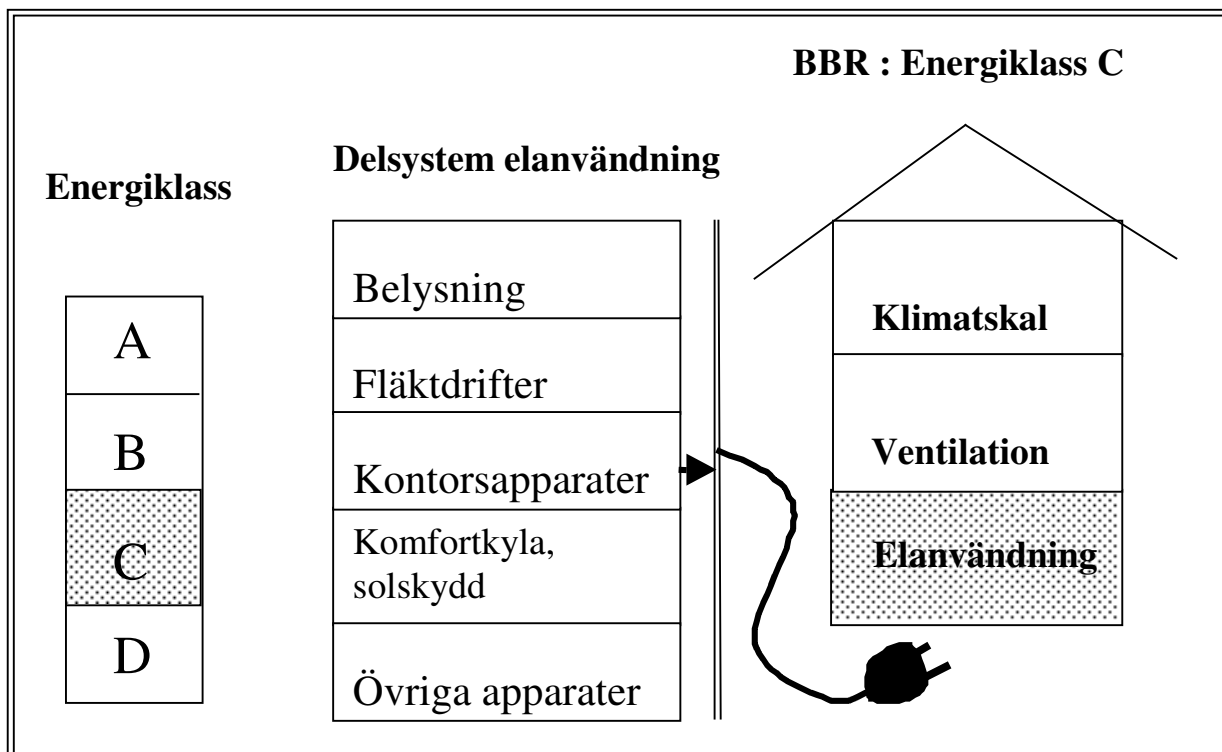 BBR : Energiklass C
Delsystem elanvändning
Energiklass
A
B
C
D
Belysning
Fläktdrifter
Kontorsapparater
Komfortkyla,
solskydd
Övriga apparater
Klimatskal
Ventilation
Elanvändning